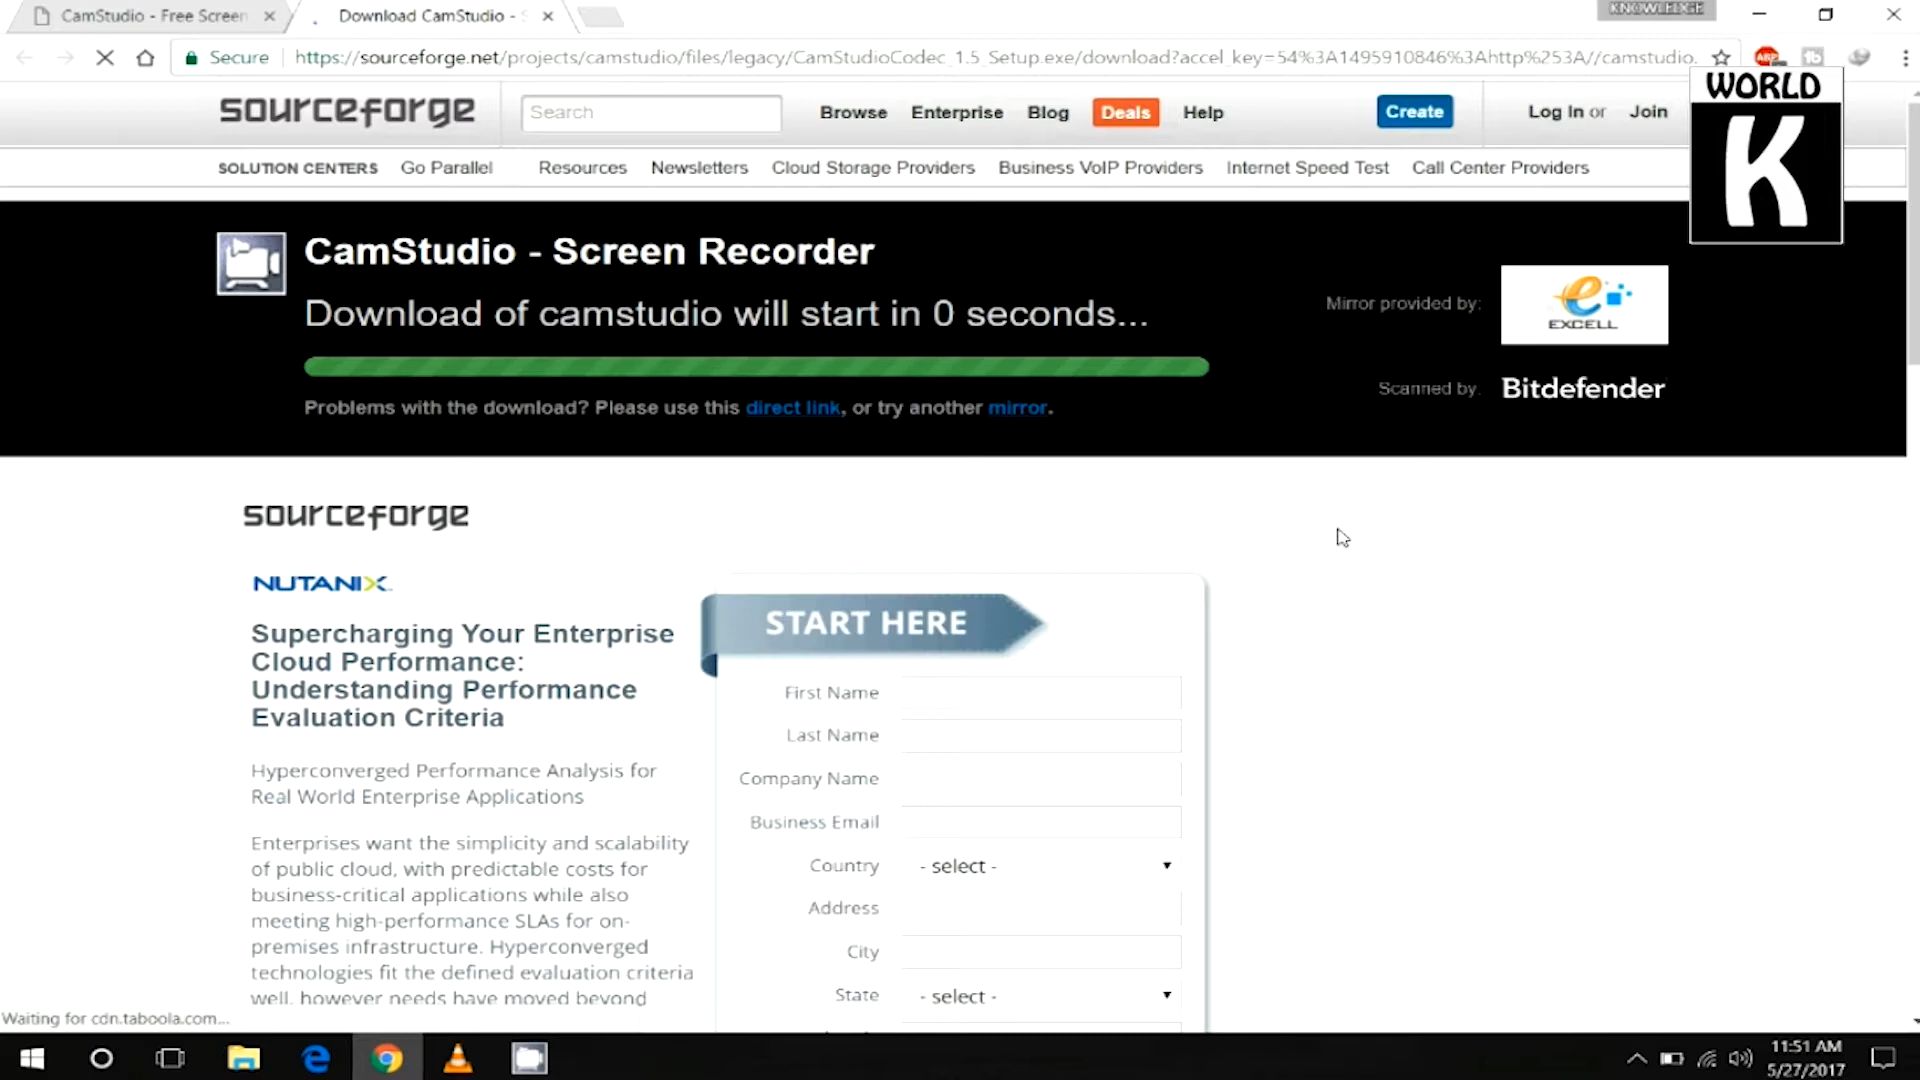 CamStudio - Free Screen
Download CamStudio -
KNOWLEDGE
Secure
https://sourceforge.net/projects/camstudio/files/legacy/CamStudioCodec_1.5_Setup.exe/download?accel_key=54%3A1495910846%3Ahttp%253A//camstudio.
ABP
WORLD
K
sourceforge
Search
Browse Enterprise Blog Deals Help
Create
Log In or Join
SOLUTION CENTERS Go Parallel Resources Newsletters Cloud Storage Providers Business VoIP Providers Internet Speed Test Call Center Providers
CamStudio - Screen Recorder
Download of camstudio will start in 0 seconds...
Mirror provided by:
e
EXCELL
Problems with the download? Please use this direct link, or try another mirror.
Scanned by:
Bitdefender
sourceforge
NUTANIX
Supercharging Your Enterprise
Cloud Performance:
Understanding Performance
Evaluation Criteria
Hyperconverged Performance Analysis for
Real World Enterprise Applications
Enterprises want the simplicity and scalability
of public cloud, with predictable costs for
business-critical applications while also
meeting high-performance SLAs for on-
premises infrastructure. Hyperconverged
technologies fit the defined evaluation criteria
well, however needs have moved beyond
START HERE
First Name
Last Name
Company Name
Business Email
Country - select -
Address
City
State - select -
Waiting for cdn.taboola.com...
11:51 AM
5/27/2017